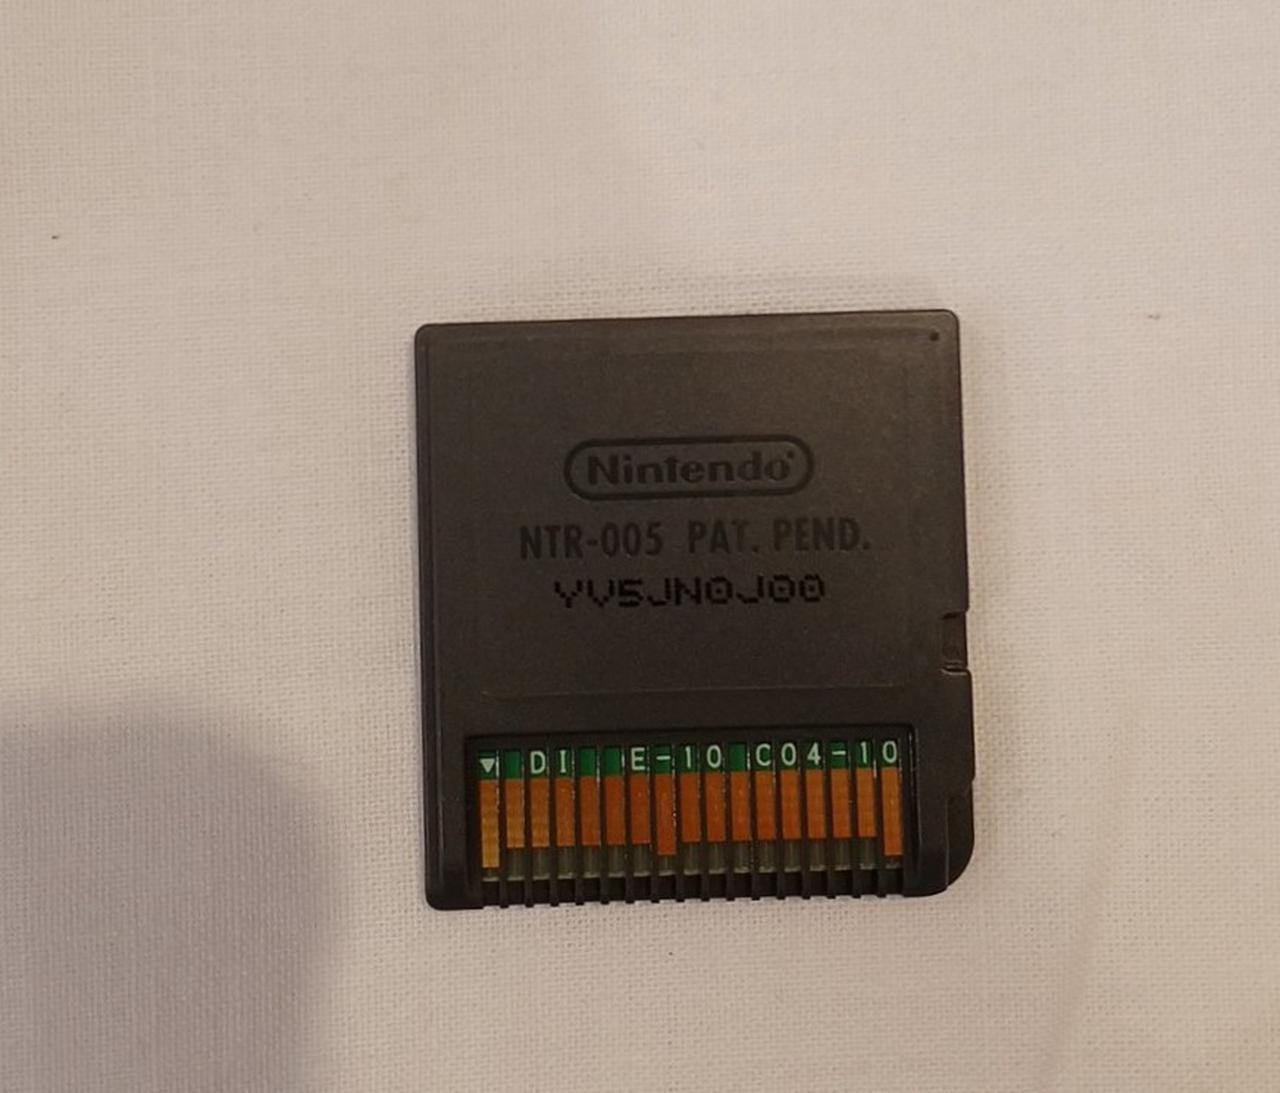 Nintendo
NTR-005 PAT. PEND.
YV5JN0J00
▼ DI E-10 C04-10